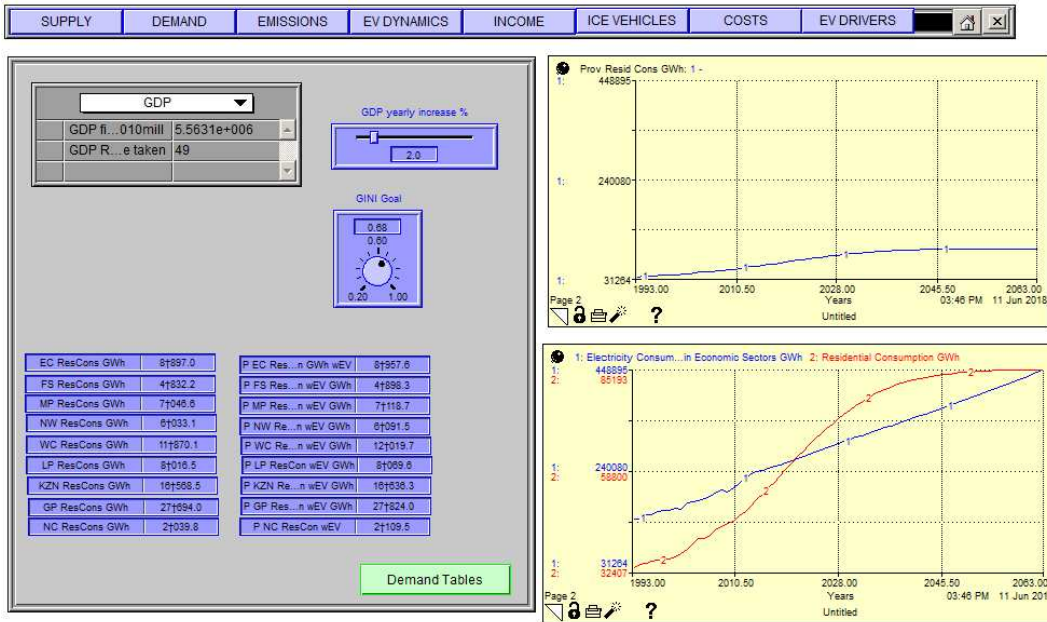 SUPPLY DEMAND EMISSIONS EV DYNAMICS INCOME ICE VEHICLES COSTS EV DRIVERS
GDP
GDP fi...010mill 5.5631e+006
GDP R...e taken 49
GDP yearly increase %
2.0
GINI Goal
0.68
0.60
0.20 1.00
EC ResCons GWh 8†897.0
FS ResCons GWh 4†832.2
MP ResCons GWh 7†046.6
NW ResCons GWh 6†033.1
WC ResCons GWh 11†870.1
LP ResCons GWh 8†016.5
KZN ResCons GWh 16†568.5
GP ResCons GWh 27†694.0
NC ResCons GWh 2†039.8
P EC Res...n GWh wEV 8†957.6
P FS Res...n wEV GWh 4†898.3
P MP Res...n wEV GWh 7†118.7
P NW Re...n wEV GWh 6†091.5
P WC Re...n wEV GWh 12†019.7
P LP ResCon wEV GWh 8†069.6
P KZN Re...n wEV GWh 16†636.3
P GP Res...n wEV GWh 27†824.0
P NC ResCon wEV 2†109.5
Demand Tables
Prov Resid Cons GWh: 1 -
1: 448895
1: 240080
1: 31264
1 1 1 1
1993.00 2010.50 2028.00 2045.50 2063.00
Page 2 Years 03:46 PM 11 Jun 2018
? Untitled
1: Electricity Consum...in Economic Sectors GWh 2: Residential Consumption GWh
1: 448895
2: 85193
1: 240080
2: 58800
1: 31264
2: 32407
1 1 1 1
2 2 2 2
1993.00 2010.50 2028.00 2045.50 2063.00
Page 2 Years 03:46 PM 11 Jun 201
? Untitled